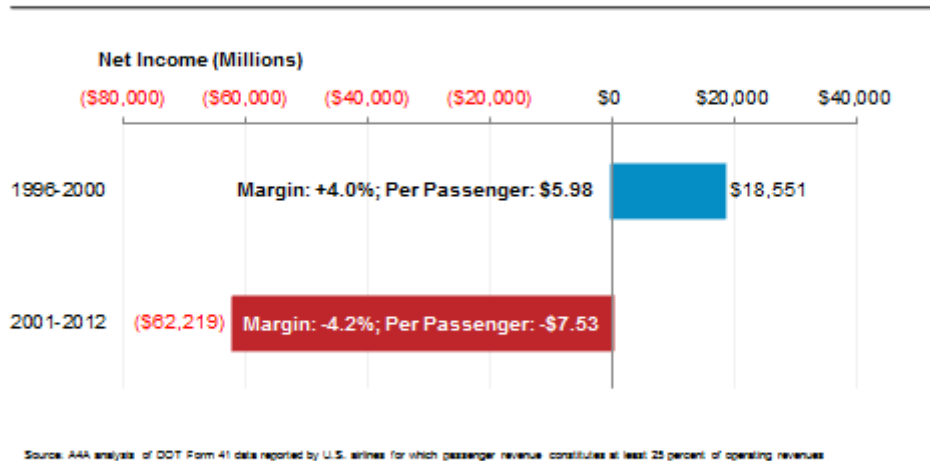 Net Income (Millions)
($80,000) ($60,000) ($40,000) ($20,000) $0 $20,000 $40,000
1996-2000 Margin: +4.0%; Per Passenger: $5.98 $18,551
2001-2012 ($62,219) Margin: -4.2%; Per Passenger: -$7.53
Source: A4A analysis of DOT Form 41 data reported by U.S. airlines for which passenger revenue constitutes at least 25 percent of operating revenues